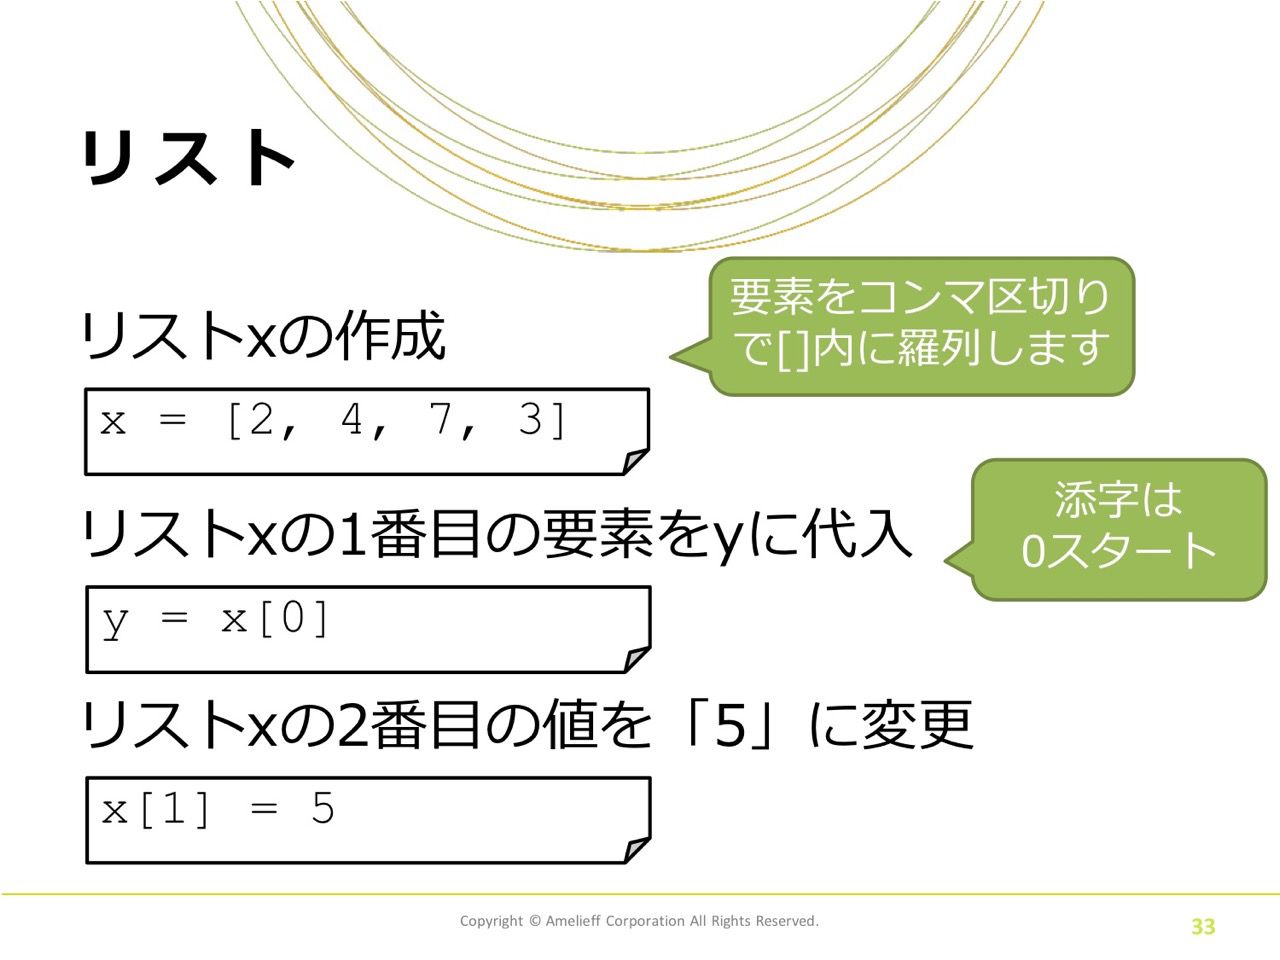 リスト
リストxの作成
要素をコンマ区切り
で[]内に羅列します
x = [2, 4, 7, 3]
リストxの1番目の要素をyに代入
添字は
0スタート
y = x[0]
リストxの2番目の値を「5」に変更
x[1] = 5
Copyright © Amelieff Corporation All Rights Reserved.
33